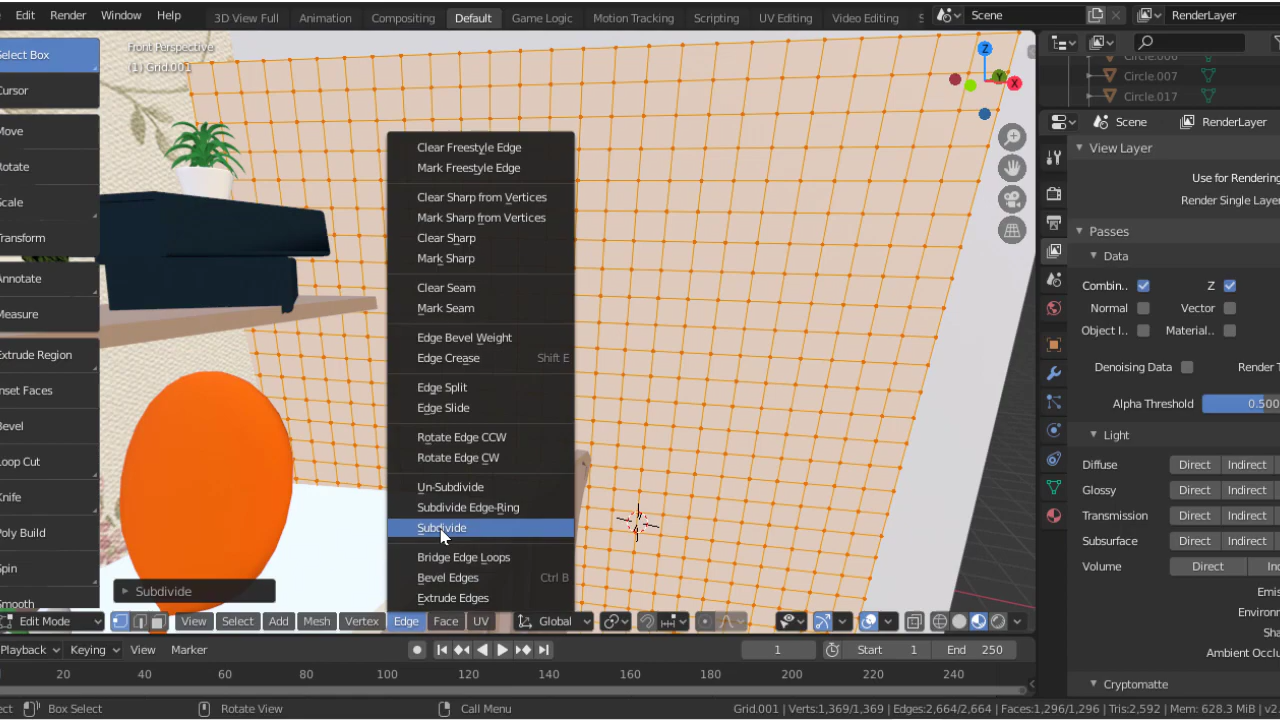 Edit Render Window Help 3D View Full Animation Compositing Default Game Logic Motion Tracking Scripting UV Editing Video Editing S Scene RenderLayer
Select Box
Cursor
Move
Rotate
Scale
Transform
Annotate
Measure
Extrude Region
Inset Faces
Bevel
Loop Cut
Knife
Poly Build
Spin
Smooth
Front Perspective
(1) Grid.001
Z
Y
X
Clear Freestyle Edge
Mark Freestyle Edge
Clear Sharp from Vertices
Mark Sharp from Vertices
Clear Sharp
Mark Sharp
Clear Seam
Mark Seam
Edge Bevel Weight
Edge Crease Shift E
Edge Split
Edge Slide
Rotate Edge CCW
Rotate Edge CW
Un-Subdivide
Subdivide Edge-Ring
Subdivide
Bridge Edge Loops
Bevel Edges Ctrl B
Extrude Edges
Subdivide
Circle.006
Circle.007
Circle.017
Scene RenderLayer
View Layer
Use for Rendering
Render Single Layer
Passes
Data
Combin.. Z
Normal Vector
Object I.. Material..
Denoising Data Render T
Alpha Threshold 0.500
Light
Diffuse Direct Indirect
Glossy Direct Indirect
Transmission Direct Indirect
Subsurface Direct Indirect
Volume Direct In
Emis
Environ
Sha
Ambient Occlu
Cryptomatte
Edit Mode View Select Add Mesh Vertex Edge Face UV Global
Playback Keying View Marker 1 Start 1 End 250
20 40 60 80 100 120 140 160 180 200 220 240
ect Box Select Rotate View Call Menu Grid.001 | Verts:1,369/1,369 | Edges:2,664/2,664 | Faces:1,296/1,296 | Tris:2,592 | Mem: 628.3 MiB | v2